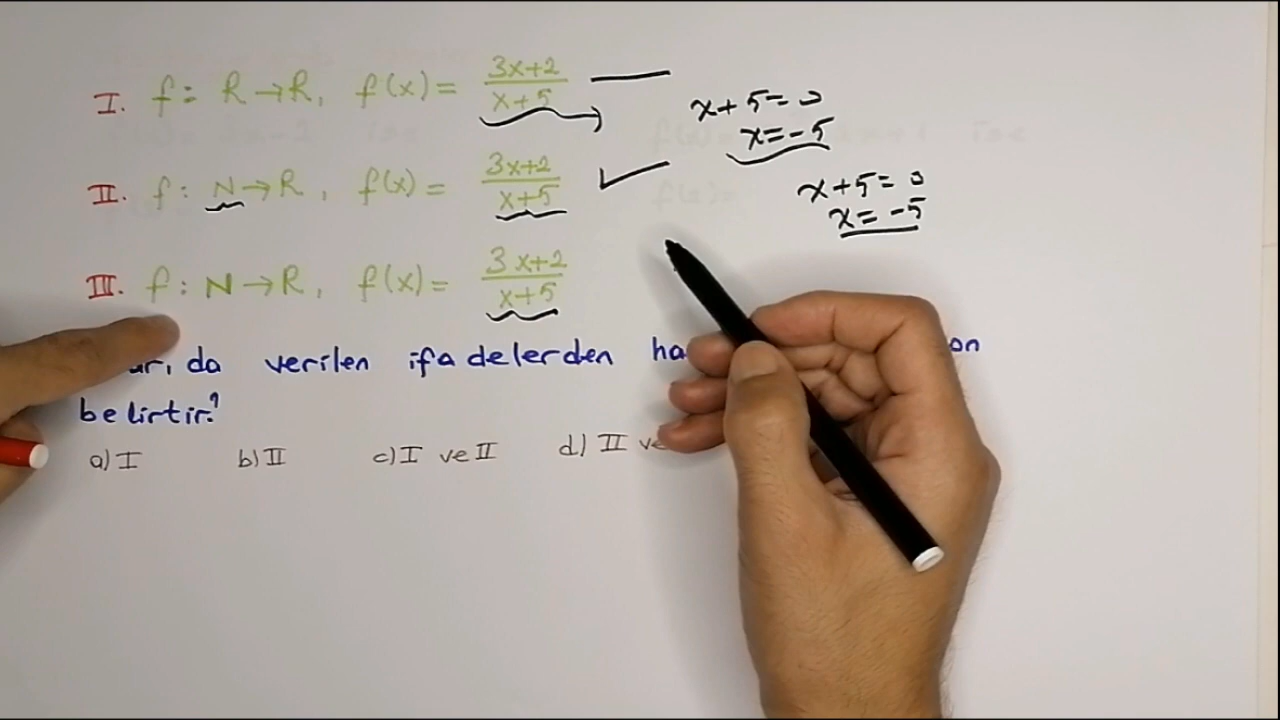 I. f: R→R, f(x)= 3x+2/x+5
x+5=0
x=-5
II. f: N→R, f(x)= 3x+2/x+5 ✓
x+5=0
x=-5
III. f: N→R, f(x)= 3x+2/x+5
da verilen ifadelerden
belirtir?
a) I b) II c) I ve II d) II ve